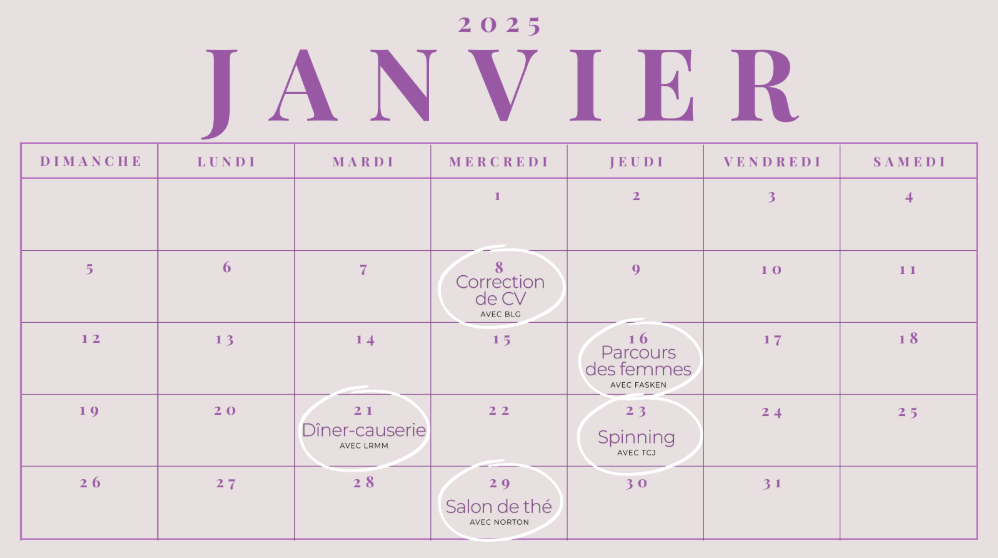 2025
JANVIER
DIMANCHE LUNDI MARDI MERCREDI JEUDI VENDREDI SAMEDI
1 2 3 4
5 6 7 8 9 10 11
Correction
de CV
AVEC BLG
12 13 14 15 16 17 18
Parcours
des femmes
AVEC FASKEN
19 20 21 22 23 24 25
Dîner-causerie Spinning
AVEC LRMM AVEC TCJ
26 27 28 29 30 31
Salon de thé
AVEC NORTON